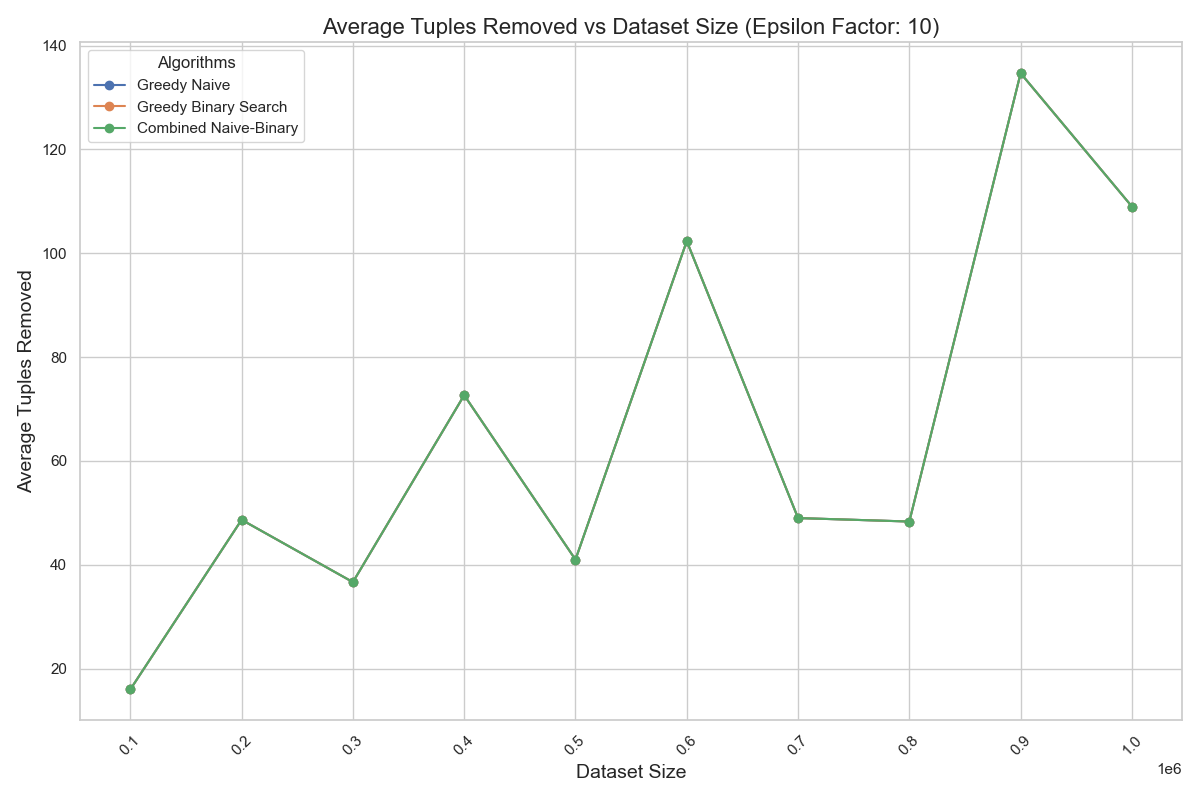 Average Tuples Removed vs Dataset Size (Epsilon Factor: 10)
Algorithms
Greedy Naive
Greedy Binary Search
Combined Naive-Binary
Average Tuples Removed
140
120
100
80
60
40
20
0.1
0.2
0.3
0.4
0.5
0.6
0.7
0.8
0.9
1.0
1e6
Dataset Size